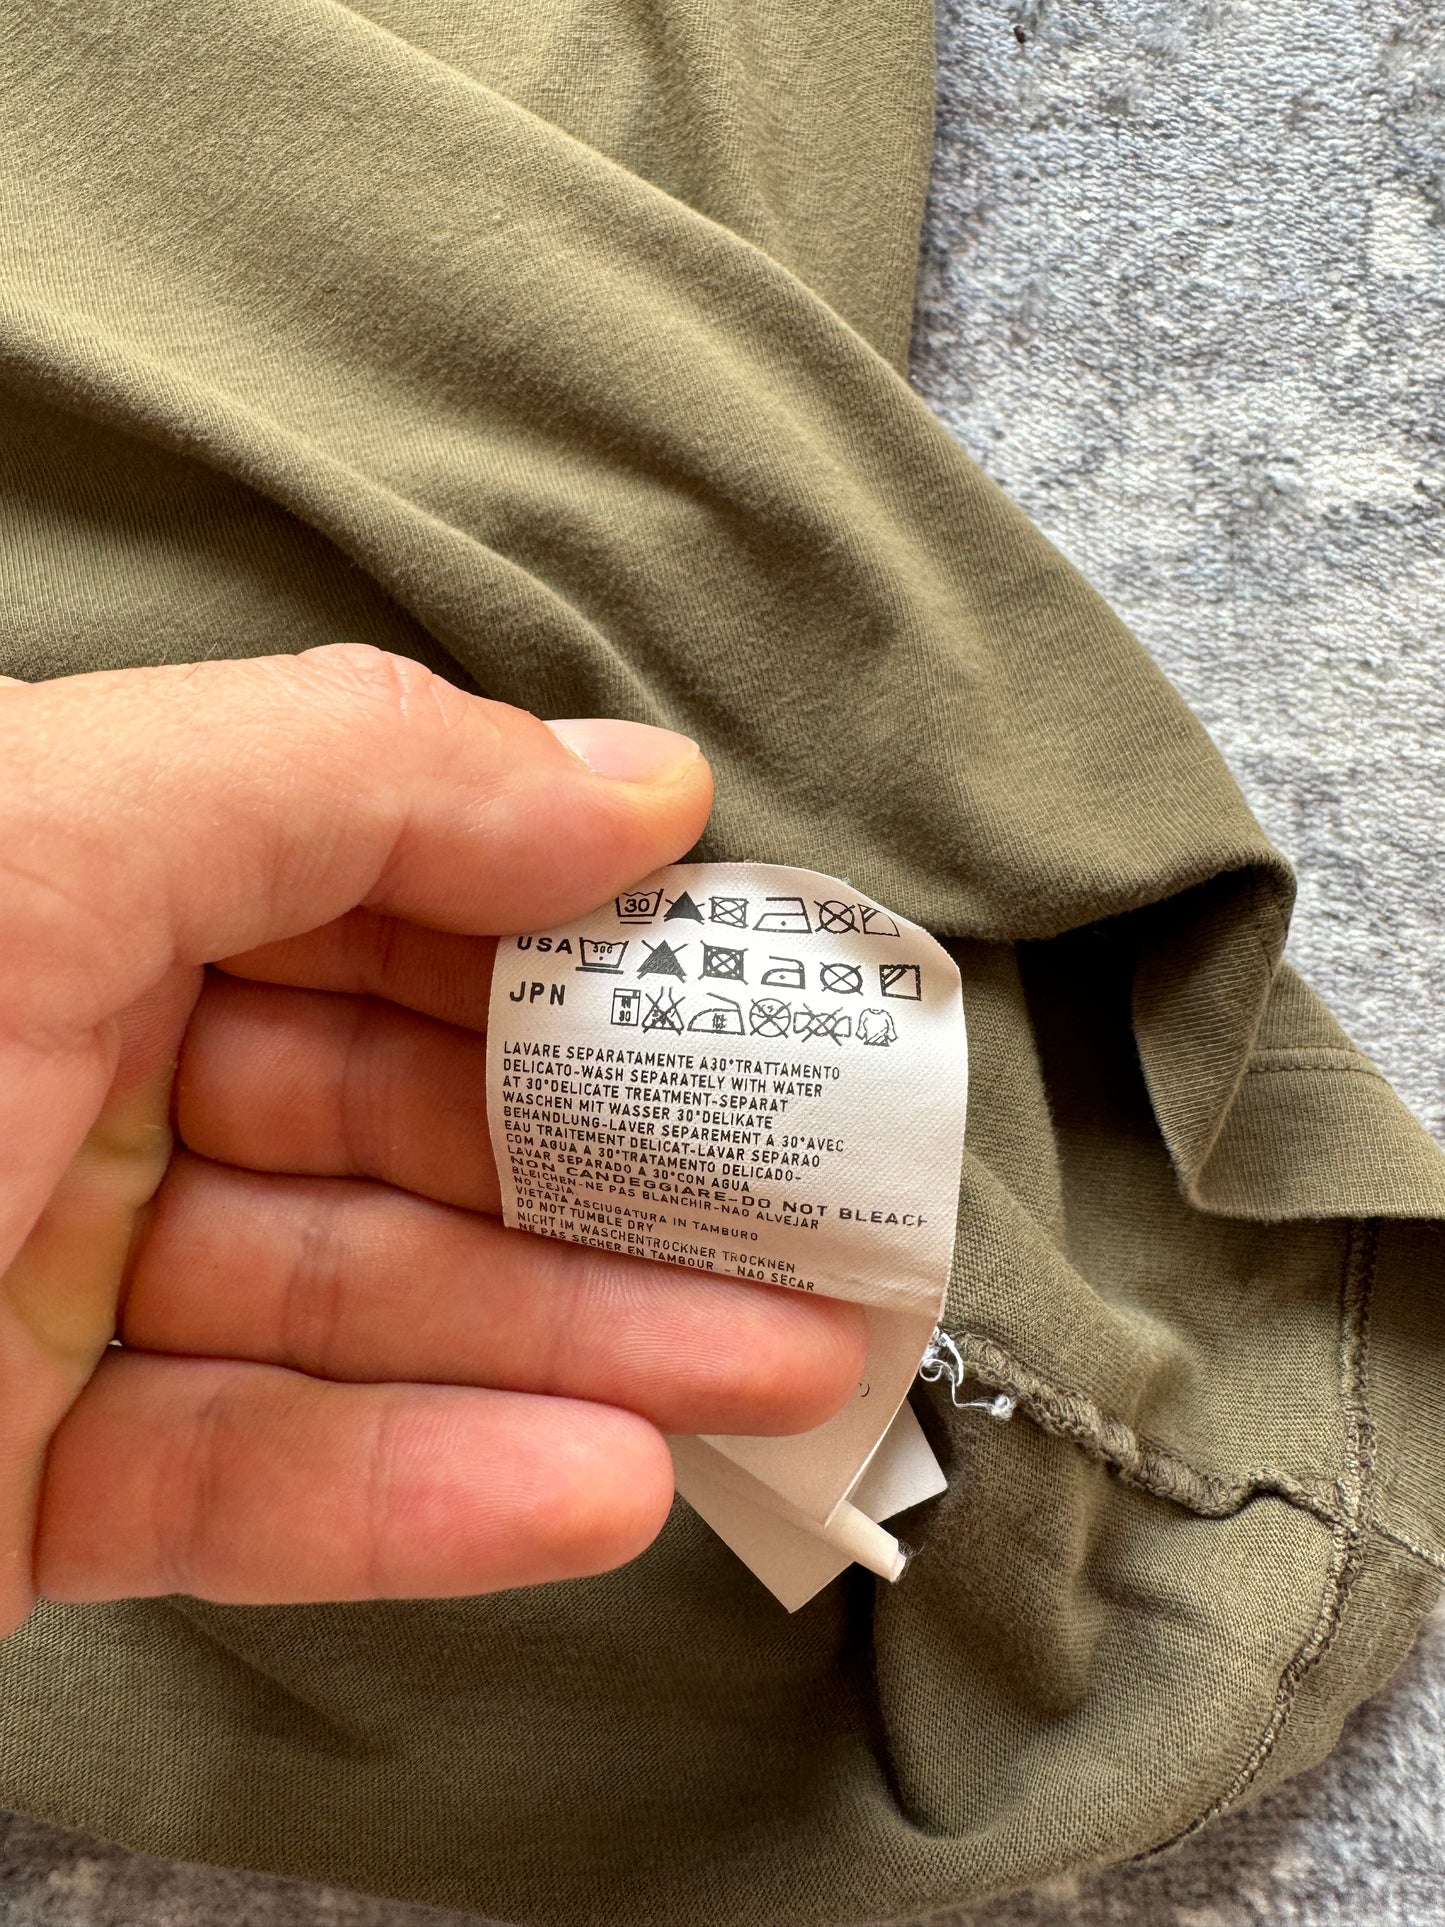 30
USA 30C
JPN
LAVARE SEPARATAMENTE A30°TRATTAMENTO
DELICATO-WASH SEPARATELY WITH WATER
AT 30°DELICATE TREATMENT-SEPARAT
WASCHEN MIT WASSER 30°DELIKATE
BEHANDLUNG-LAVER SEPAREMENT A 30°AVEC
EAU TRAITEMENT DELICAT-LAVAR SEPARAO
COM AGUA A 30°TRATAMENTO DELICADO-
LAVAR SEPARADO A 30°CON AGUA
NON CANDEGGIARE-DO NOT BLEACH
BLEICHEN-NE PAS BLANCHIR-NAO ALVEJAR
NO LEJIA
VIETATA ASCIUGATURA IN TAMBURO
DO NOT TUMBLE DRY
NICHT IM WASCHENTROCKNER TROCKNEN
NE PAS SECHER EN TAMBOUR - NAO SECAR